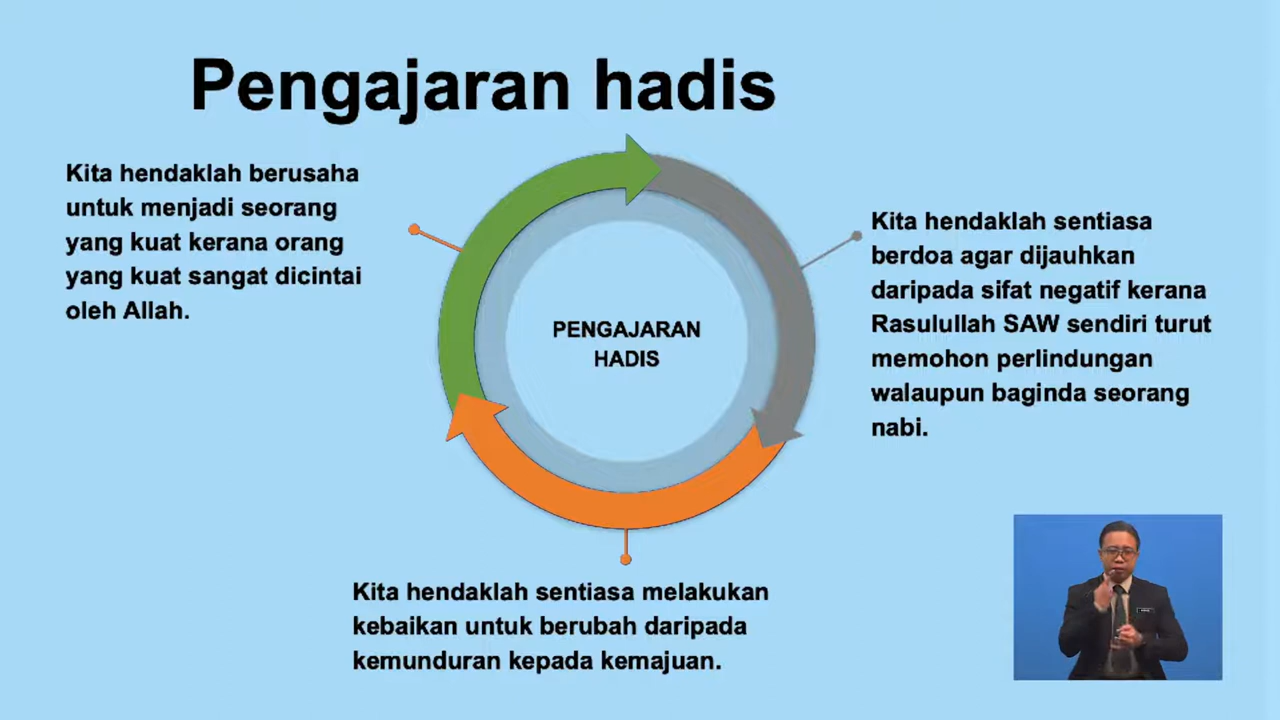 Pengajaran hadis
Kita hendaklah berusaha
untuk menjadi seorang
yang kuat kerana orang
yang kuat sangat dicintai
oleh Allah.
PENGAJARAN
HADIS
Kita hendaklah sentiasa
berdoa agar dijauhkan
daripada sifat negatif kerana
Rasulullah SAW sendiri turut
memohon perlindungan
walaupun baginda seorang
nabi.
Kita hendaklah sentiasa melakukan
kebaikan untuk berubah daripada
kemunduran kepada kemajuan.